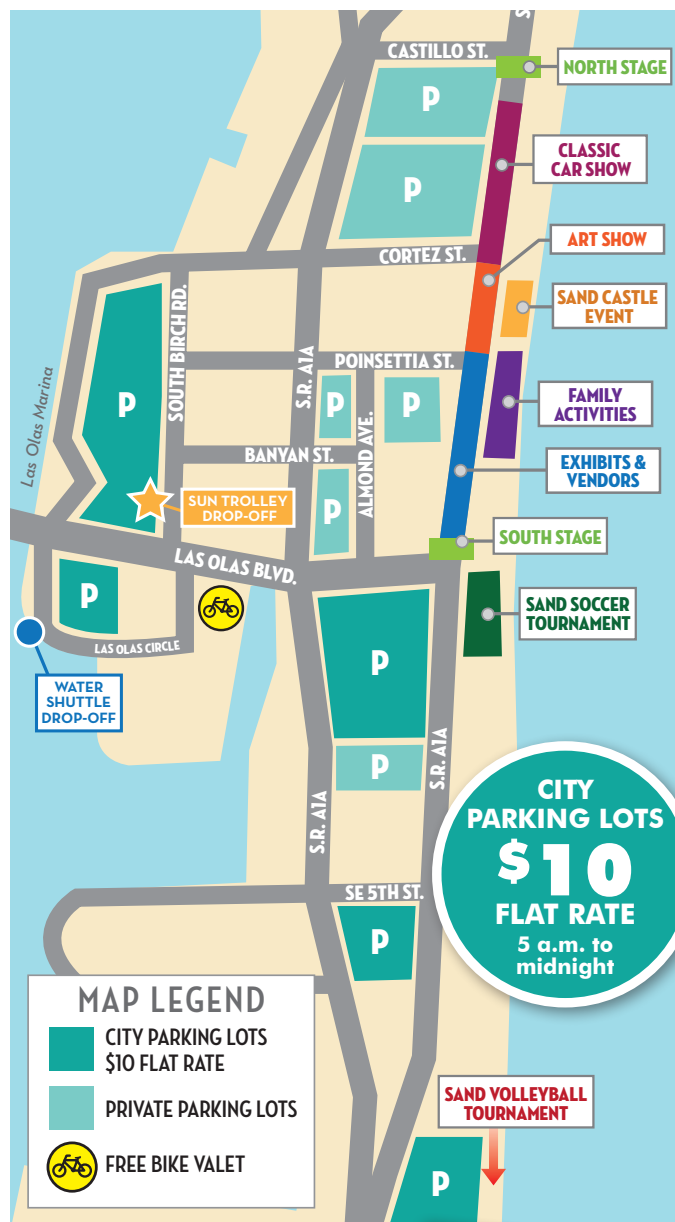 S
CASTILLO ST.
NORTH STAGE
P
CLASSIC
CAR SHOW
P
ART SHOW
CORTEZ ST.
SAND CASTLE
EVENT
SOUTH BIRCH RD.
S.R. A1A
POINSETTIA ST.
Las Olas Marina
P
P
P
FAMILY
ACTIVITIES
ALMOND AVE.
BANYAN ST.
EXHIBITS &
VENDORS
SUN TROLLEY
DROP-OFF
P
SOUTH STAGE
LAS OLAS BLVD.
P
SAND SOCCER
TOURNAMENT
LAS OLAS CIRCLE
P
WATER
SHUTTLE
DROP-OFF
S.R. A1A
P
S.R. A1A
CITY
PARKING LOTS
$10
FLAT RATE
5 a.m. to
midnight
SE 5TH ST.
P
MAP LEGEND
CITY PARKING LOTS
$10 FLAT RATE
PRIVATE PARKING LOTS
FREE BIKE VALET
SAND VOLLEYBALL
TOURNAMENT
P